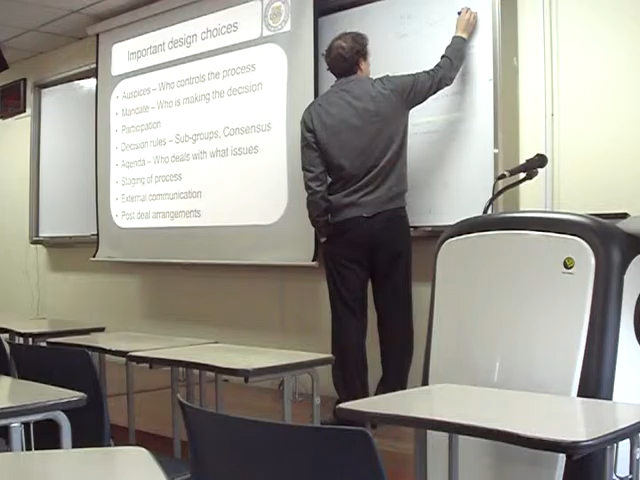 Important design choices
• Auspices – Who controls the process
• Mandate – Who is making the decision
• Participation
• Decision rules – Sub-groups, Consensus
• Agenda – Who deals with what issues
• Staging of process
• External communication
• Post deal arrangements